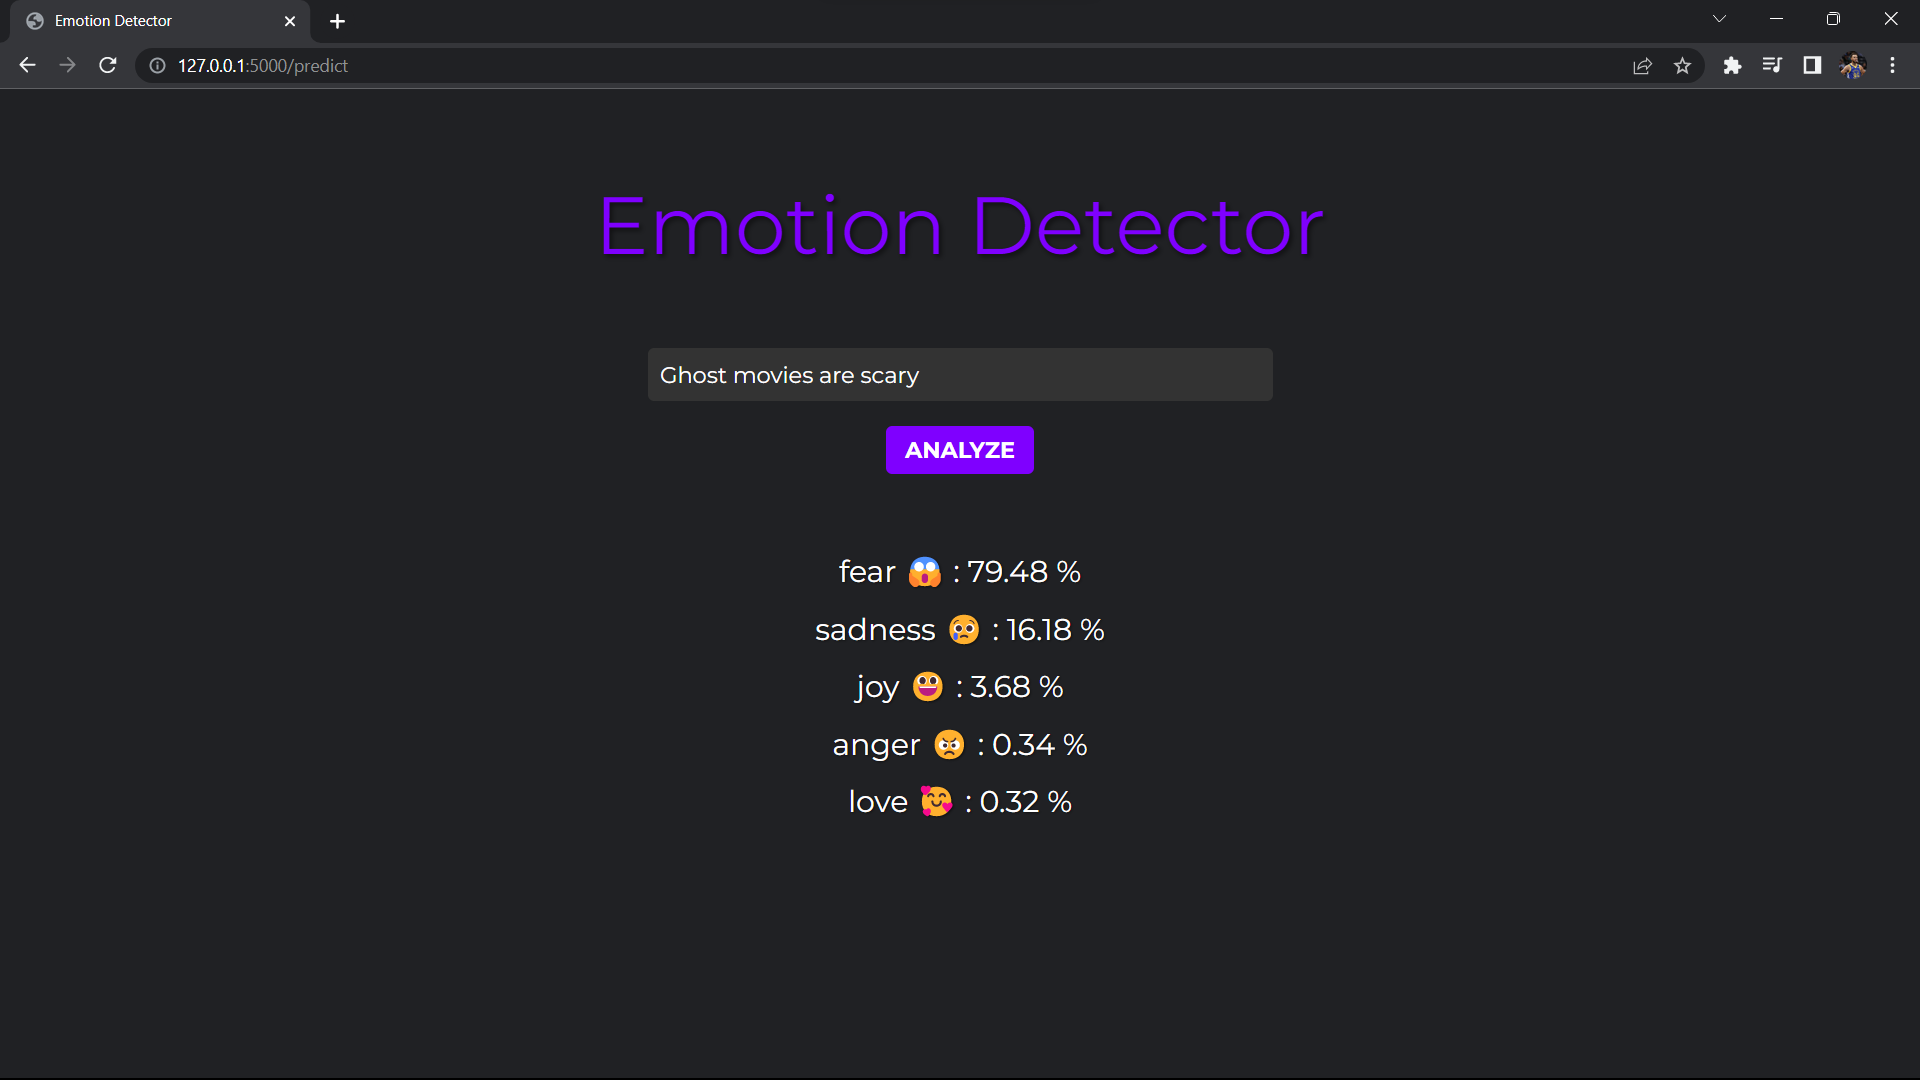 Emotion Detector
127.0.0.1:5000/predict
Emotion Detector
Ghost movies are scary
ANALYZE
fear 😱 : 79.48 %
sadness 😢 : 16.18 %
joy 😃 : 3.68 %
anger 😠 : 0.34 %
love 🥰 : 0.32 %